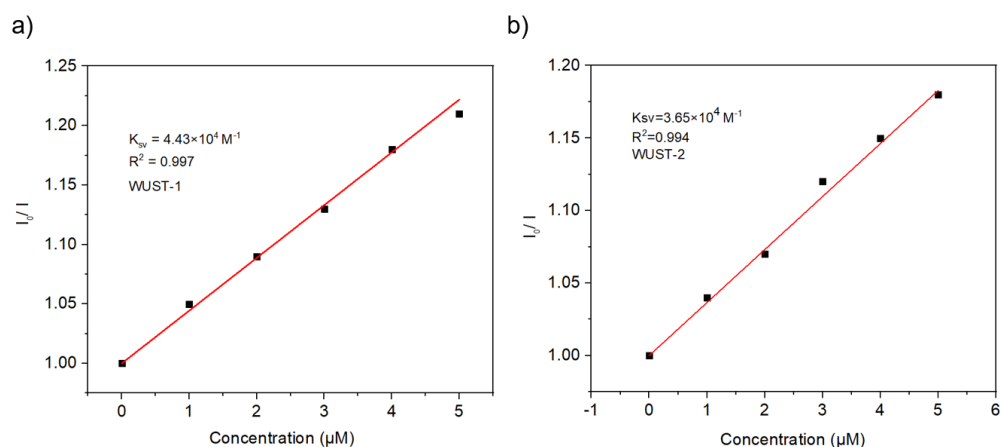 a)
1.25
1.20
1.15
1.10
1.05
1.00
I₀/ I
Kₛᵥ = 4.43×10⁴ M⁻¹
R² = 0.997
WUST-1
0 1 2 3 4 5
Concentration (µM)
b)
1.20
1.15
1.10
1.05
1.00
I₀/ I
Ksv=3.65×10⁴ M⁻¹
R²=0.994
WUST-2
-1 0 1 2 3 4 5 6
Concentration (µM)